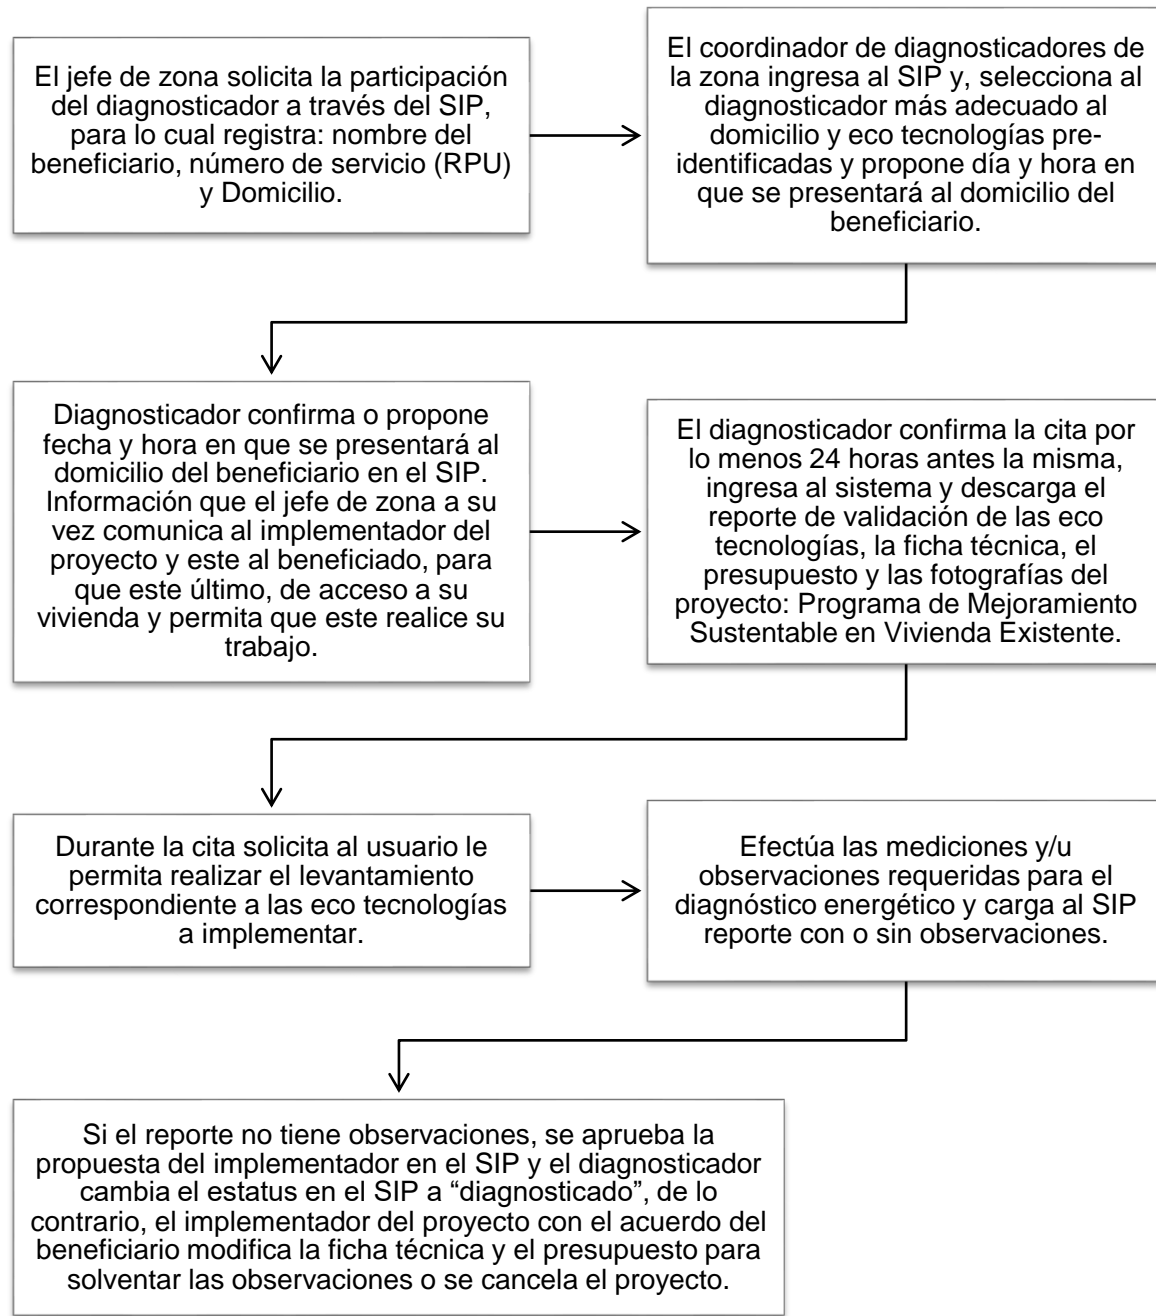 El jefe de zona solicita la participación
del diagnosticador a través del SIP,
para lo cual registra: nombre del
beneficiario, número de servicio (RPU)
y Domicilio.
El coordinador de diagnosticadores de
la zona ingresa al SIP y, selecciona al
diagnosticador más adecuado al
domicilio y eco tecnologías pre-
identificadas y propone día y hora en
que se presentará al domicilio del
beneficiario.
Diagnosticador confirma o propone
fecha y hora en que se presentará al
domicilio del beneficiario en el SIP.
Información que el jefe de zona a su
vez comunica al implementador del
proyecto y este al beneficiado, para
que este último, de acceso a su
vivienda y permita que este realice su
trabajo.
El diagnosticador confirma la cita por
lo menos 24 horas antes la misma,
ingresa al sistema y descarga el
reporte de validación de las eco
tecnologías, la ficha técnica, el
presupuesto y las fotografías del
proyecto: Programa de Mejoramiento
Sustentable en Vivienda Existente.
Durante la cita solicita al usuario le
permita realizar el levantamiento
correspondiente a las eco tecnologías
a implementar.
Efectúa las mediciones y/u
observaciones requeridas para el
diagnóstico energético y carga al SIP
reporte con o sin observaciones.
Si el reporte no tiene observaciones, se aprueba la
propuesta del implementador en el SIP y el diagnosticador
cambia el estatus en el SIP a “diagnosticado”, de lo
contrario, el implementador del proyecto con el acuerdo del
beneficiario modifica la ficha técnica y el presupuesto para
solventar las observaciones o se cancela el proyecto.